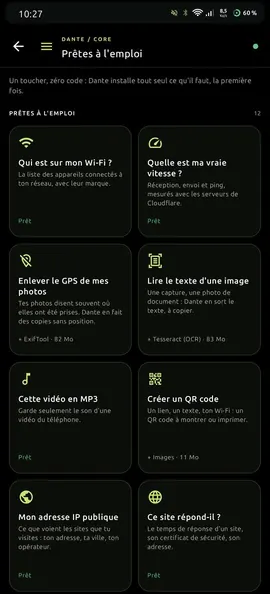 10:27
8,5
60 %
DANTE / CORE
Prêtes à l'emploi
Un toucher, zéro code : Dante installe tout seul ce qu'il faut, la première
fois.
PRÊTES À L'EMPLOI
12
Qui est sur mon Wi-Fi ?
La liste des appareils connectés à
ton réseau, avec leur marque.
Prêt
Quelle est ma vraie
vitesse ?
Réception, envoi et ping,
mesurés avec les serveurs de
Cloudflare.
Prêt
Enlever le GPS de mes
photos
Tes photos disent souvent où
elles ont été prises. Dante en fait
des copies sans position.
+ ExifTool · 82 Mo
Lire le texte d'une image
Une capture, une photo de
document : Dante en sort le
texte, à copier.
+ Tesseract (OCR) · 83 Mo
Cette vidéo en MP3
Garde seulement le son d'une
vidéo du téléphone.
Prêt
Créer un QR code
Un lien, un texte, ton Wi-Fi : un
QR code à montrer ou imprimer.
+ Images · 11 Mo
Mon adresse IP publique
Ce que voient les sites que tu
visites : ton adresse, ta ville, ton
opérateur.
Prêt
Ce site répond-il ?
Le temps de réponse d'un site,
son certificat de sécurité, son
adresse.
Prêt